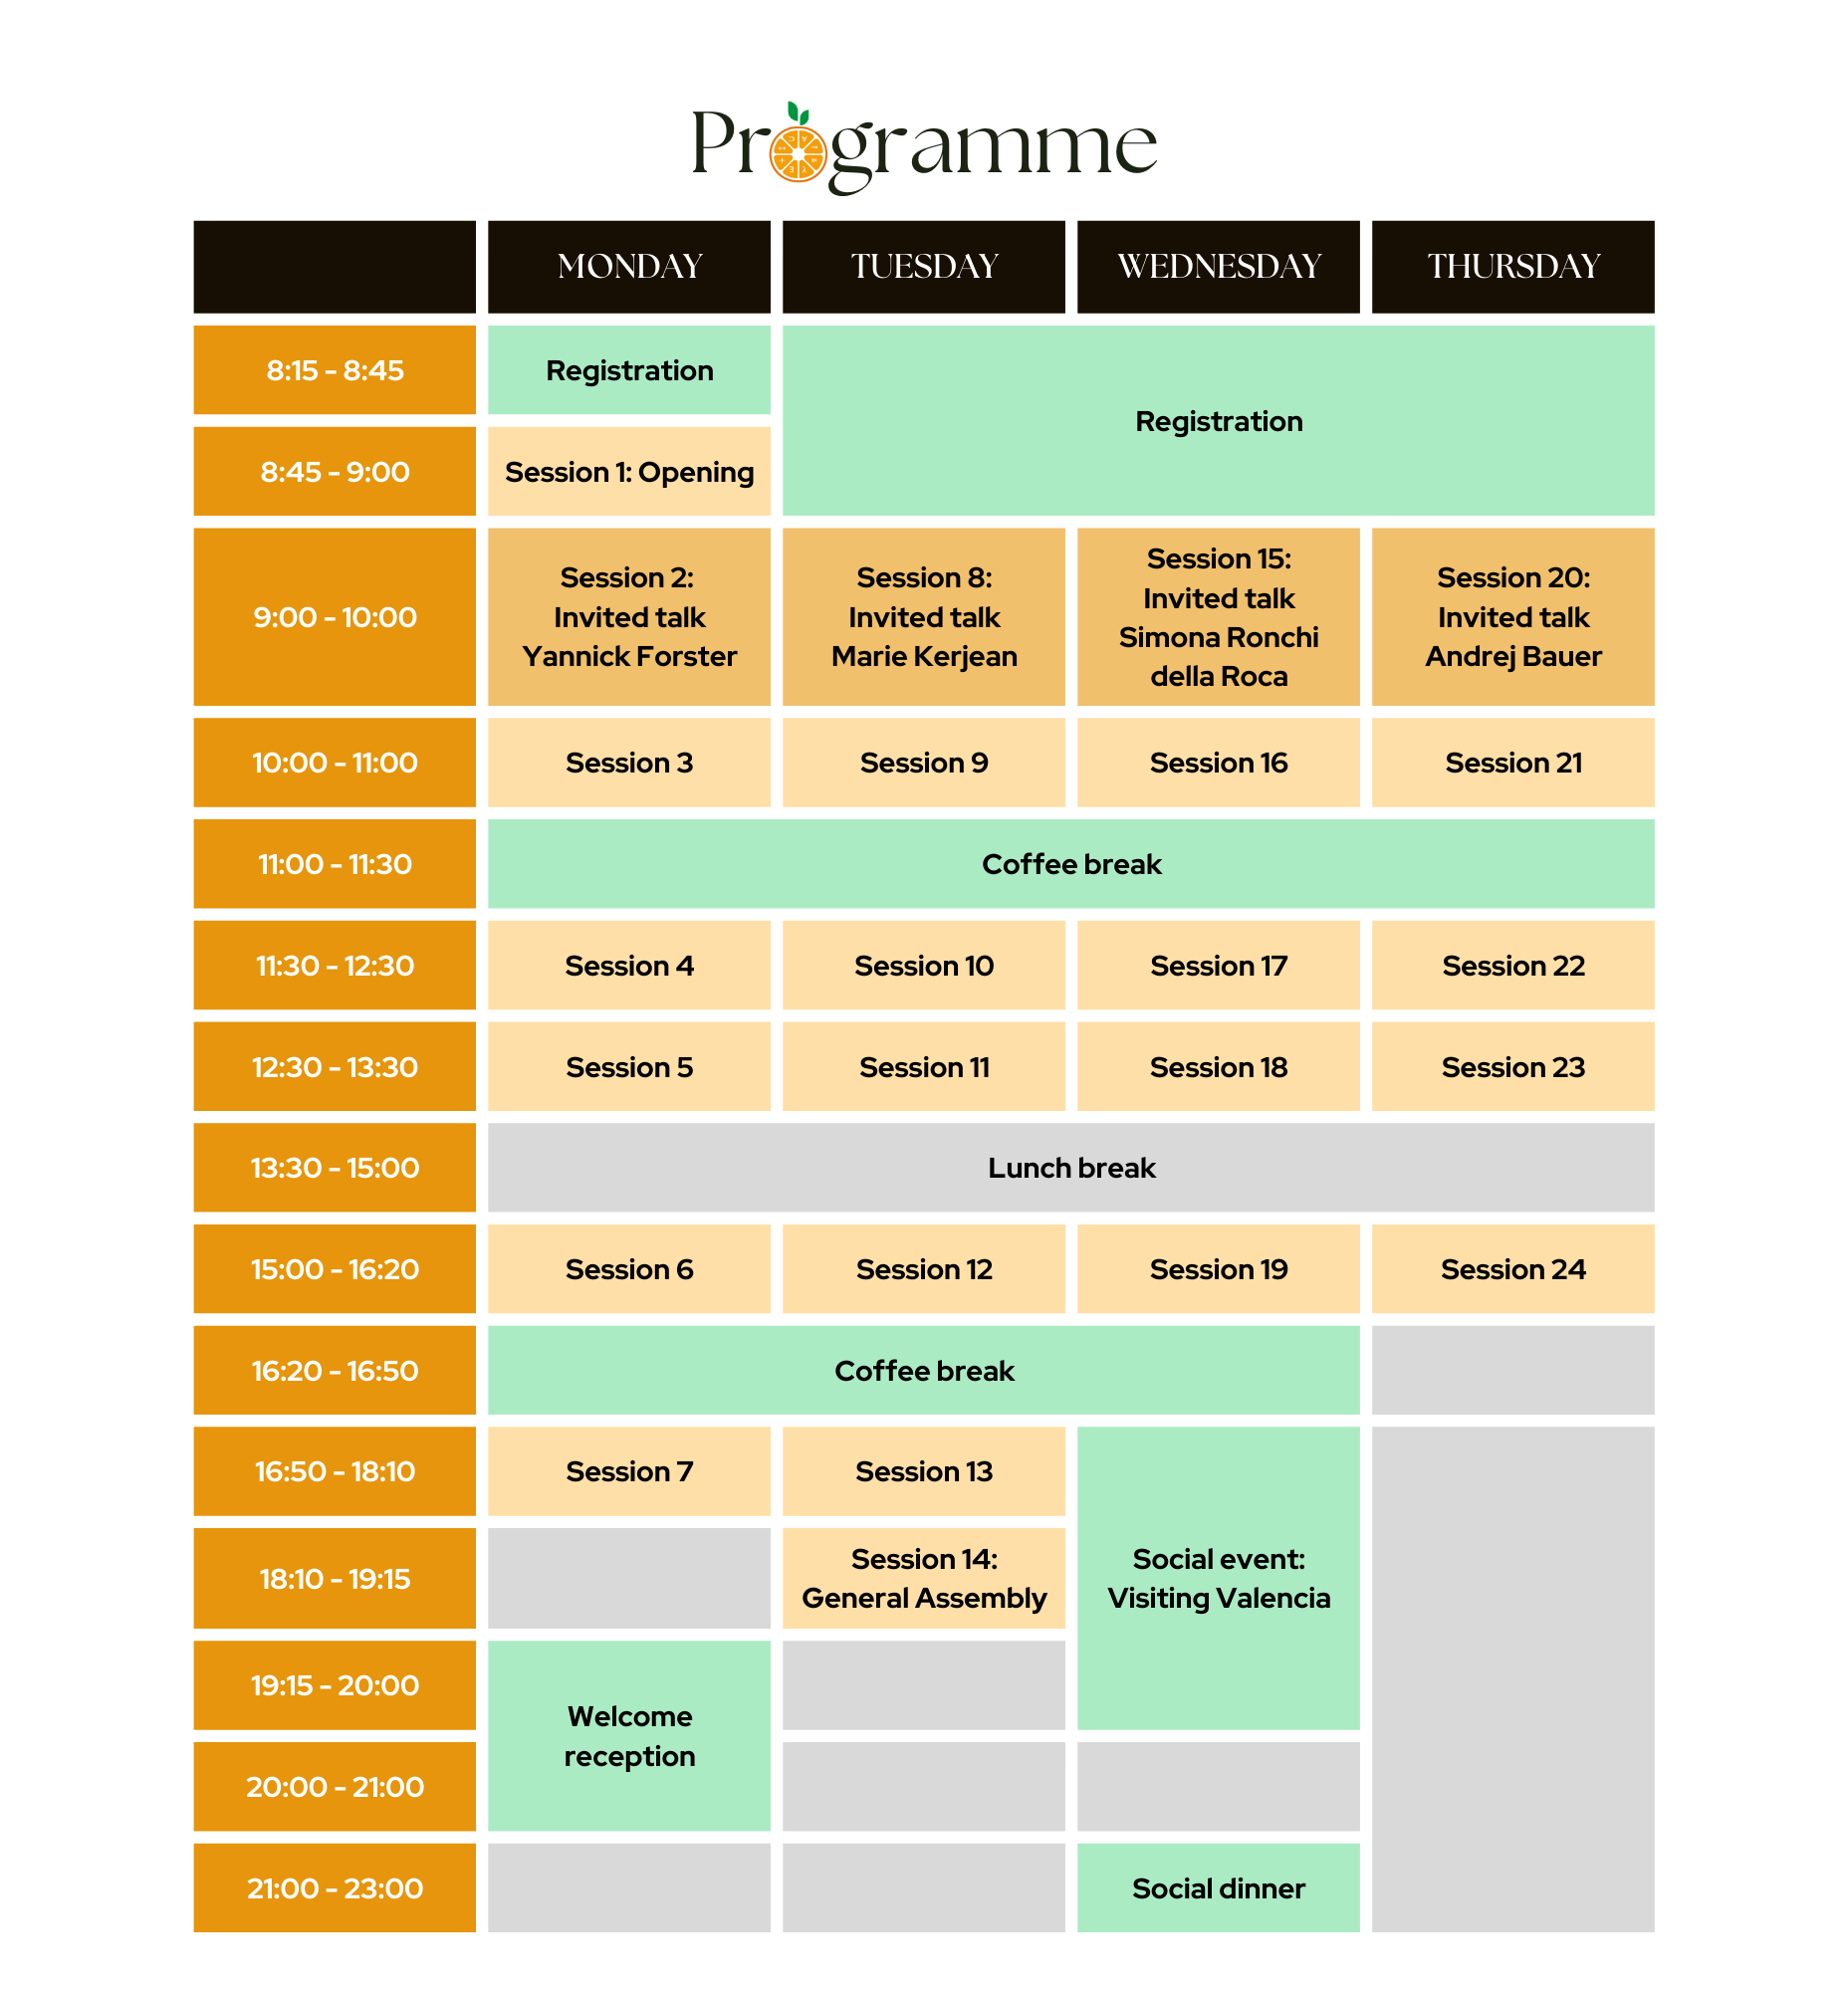 Programme
MONDAY
TUESDAY
WEDNESDAY
THURSDAY
8:15 - 8:45
Registration
Registration
8:45 - 9:00
Session 1: Opening
9:00 - 10:00
Session 2:
Invited talk
Yannick Forster
Session 8:
Invited talk
Marie Kerjean
Session 15:
Invited talk
Simona Ronchi
della Roca
Session 20:
Invited talk
Andrej Bauer
10:00 - 11:00
Session 3
Session 9
Session 16
Session 21
11:00 - 11:30
Coffee break
11:30 - 12:30
Session 4
Session 10
Session 17
Session 22
12:30 - 13:30
Session 5
Session 11
Session 18
Session 23
13:30 - 15:00
Lunch break
15:00 - 16:20
Session 6
Session 12
Session 19
Session 24
16:20 - 16:50
Coffee break
16:50 - 18:10
Session 7
Session 13
Social event:
Visiting Valencia
18:10 - 19:15
Session 14:
General Assembly
19:15 - 20:00
Welcome
reception
20:00 - 21:00
21:00 - 23:00
Social dinner